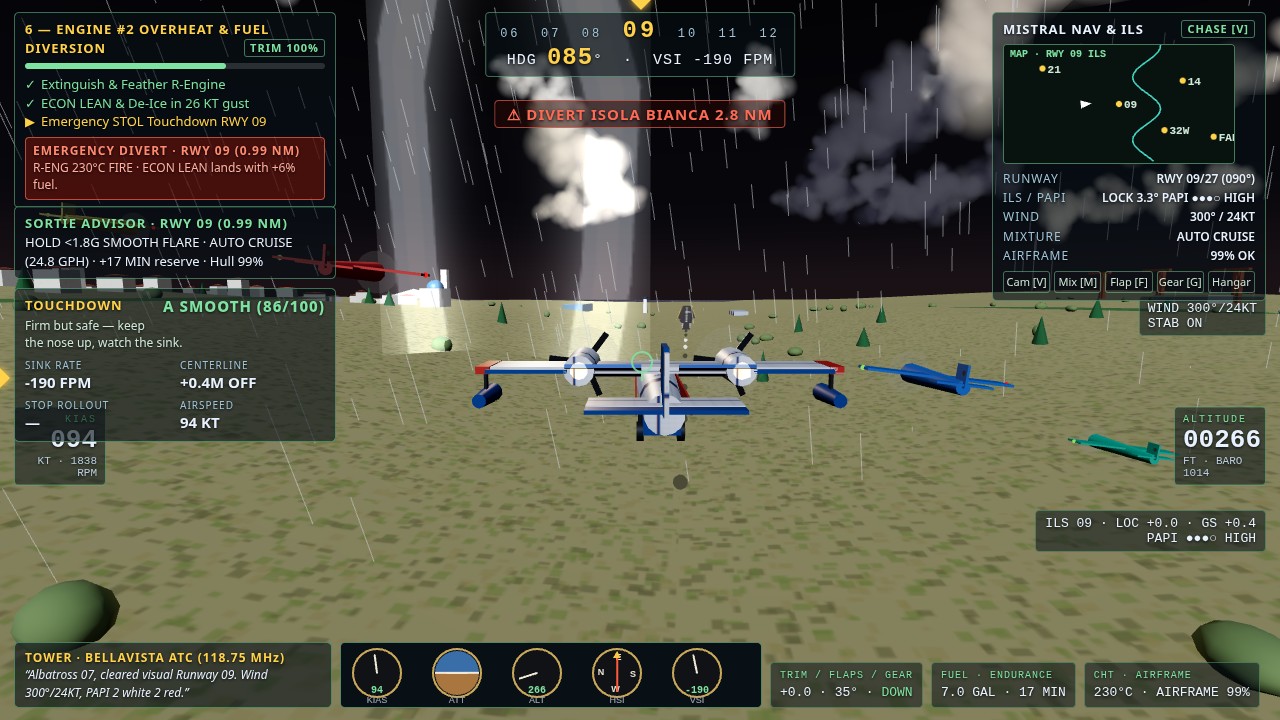 6 — ENGINE #2 OVERHEAT & FUEL
DIVERSION
TRIM 100%
✓ Extinguish & Feather R-Engine
✓ ECON LEAN & De-Ice in 26 KT gust
▶ Emergency STOL Touchdown RWY 09
EMERGENCY DIVERT · RWY 09 (0.99 NM)
R-ENG 230°C FIRE · ECON LEAN lands with +6%
fuel.
SORTIE ADVISOR · RWY 09 (0.99 NM)
HOLD <1.8G SMOOTH FLARE · AUTO CRUISE
(24.8 GPH) · +17 MIN reserve · Hull 99%
TOUCHDOWN
A SMOOTH (86/100)
Firm but safe — keep
the nose up, watch the sink.
SINK RATE
CENTERLINE
-190 FPM
+0.4M OFF
STOP ROLLOUT
AIRSPEED
—
94 KT
KIAS
094
KT · 1838
RPM
06 07 08 09 10 11 12
HDG 085° · VSI -190 FPM
⚠ DIVERT ISOLA BIANCA 2.8 NM
MISTRAL NAV & ILS
CHASE [V]
MAP · RWY 09 ILS
21
14
09
32W
FAI
RUNWAY RWY 09/27 (090°)
ILS / PAPI LOCK 3.3° PAPI ●●●○ HIGH
WIND 300° / 24KT
MIXTURE AUTO CRUISE
AIRFRAME 99% OK
Cam [V] Mix [M] Flap [F] Gear [G] Hangar
WIND 300°/24KT
STAB ON
ALTITUDE
00266
FT · BARO
1014
ILS 09 · LOC +0.0 · GS +0.4
PAPI ●●●○ HIGH
TOWER · BELLAVISTA ATC (118.75 MHz)
“Albatross 07, cleared visual Runway 09. Wind
300°/24KT, PAPI 2 white 2 red.”
94
KIAS
ATT
266
ALT
N S W
HSI
-190
VSI
TRIM / FLAPS / GEAR
+0.0 · 35° · DOWN
FUEL · ENDURANCE
7.0 GAL · 17 MIN
CHT · AIRFRAME
230°C · AIRFRAME 99%